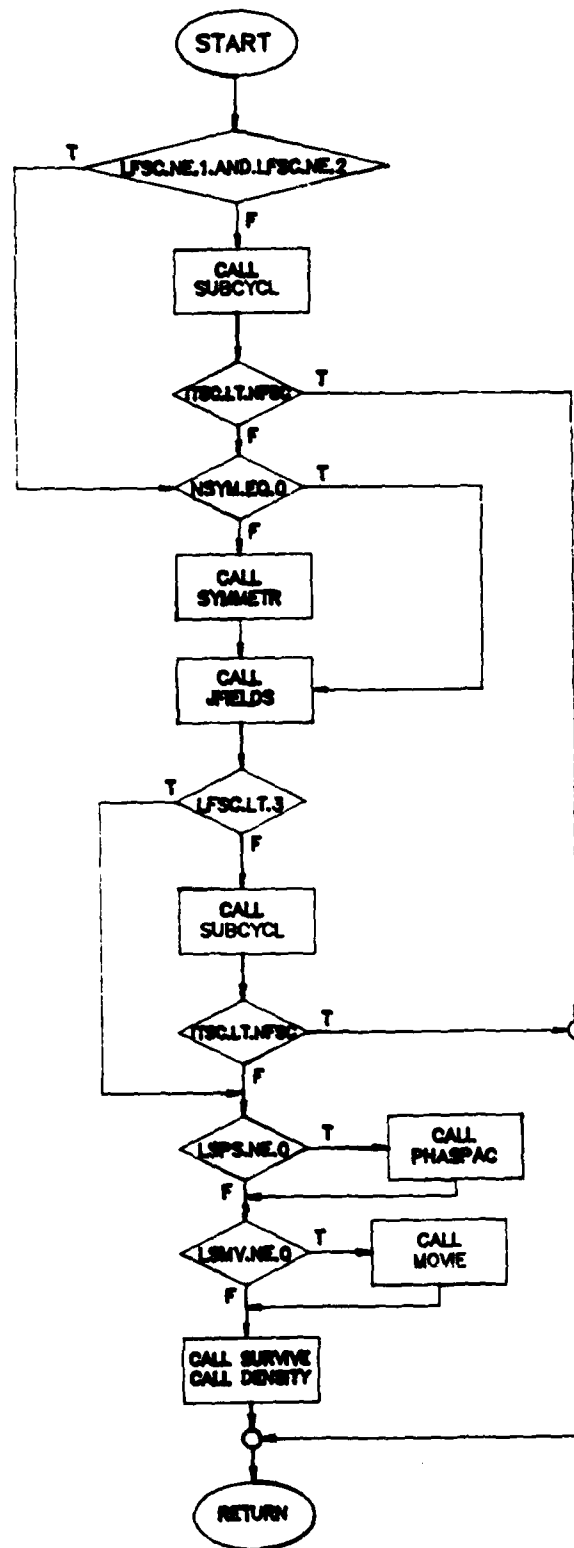 START
T
LFSC.NE.1.AND.LFSC.NE.2
F
CALL
SUBCYCL
ITSC.LT.NFSC
T
F
NSYM.EQ.0
T
F
CALL
SYMMETR
CALL
JFIELDS
T
LFSC.LT.3
F
CALL
SUBCYCL
ITSC.LT.NFSC
T
F
LSPS.NE.0
T
CALL
PHASPAC
F
LSMV.NE.0
T
CALL
MOVIE
F
CALL SURVIVE
CALL DENSITY
RETURN